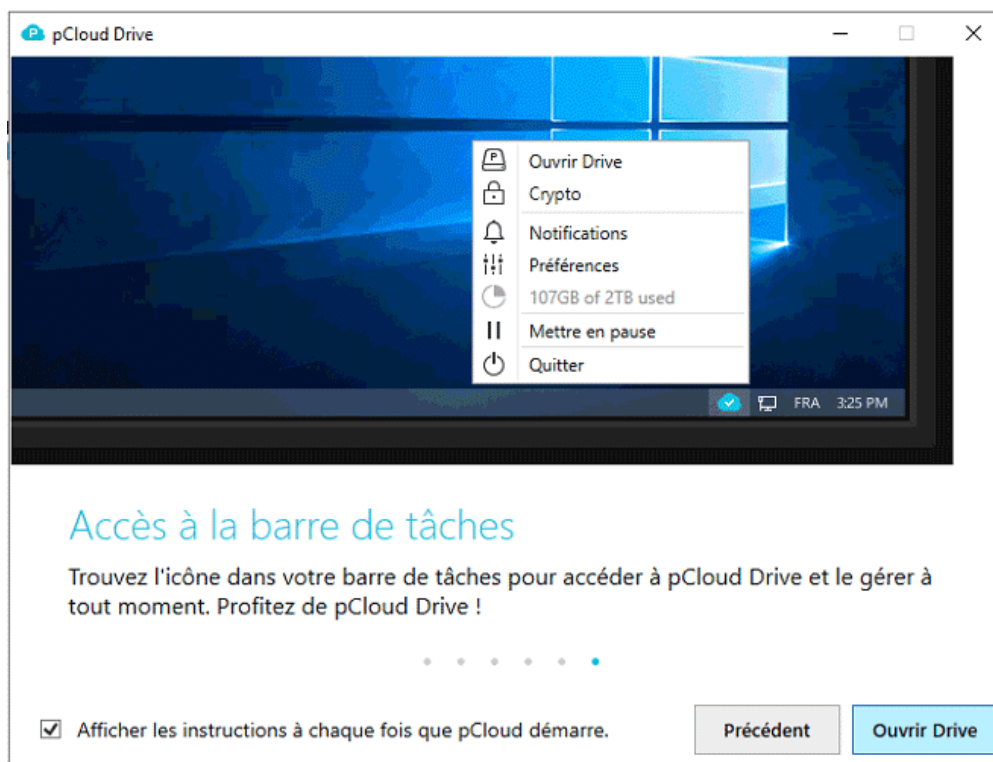 pCloud Drive
Ouvrir Drive
Crypto
Notifications
Préférences
107GB of 2TB used
Mettre en pause
Quitter
FRA 3:25 PM
Accès à la barre de tâches
Trouvez l'icône dans votre barre de tâches pour accéder à pCloud Drive et le gérer à
tout moment. Profitez de pCloud Drive !
Afficher les instructions à chaque fois que pCloud démarre.
Précédent
Ouvrir Drive